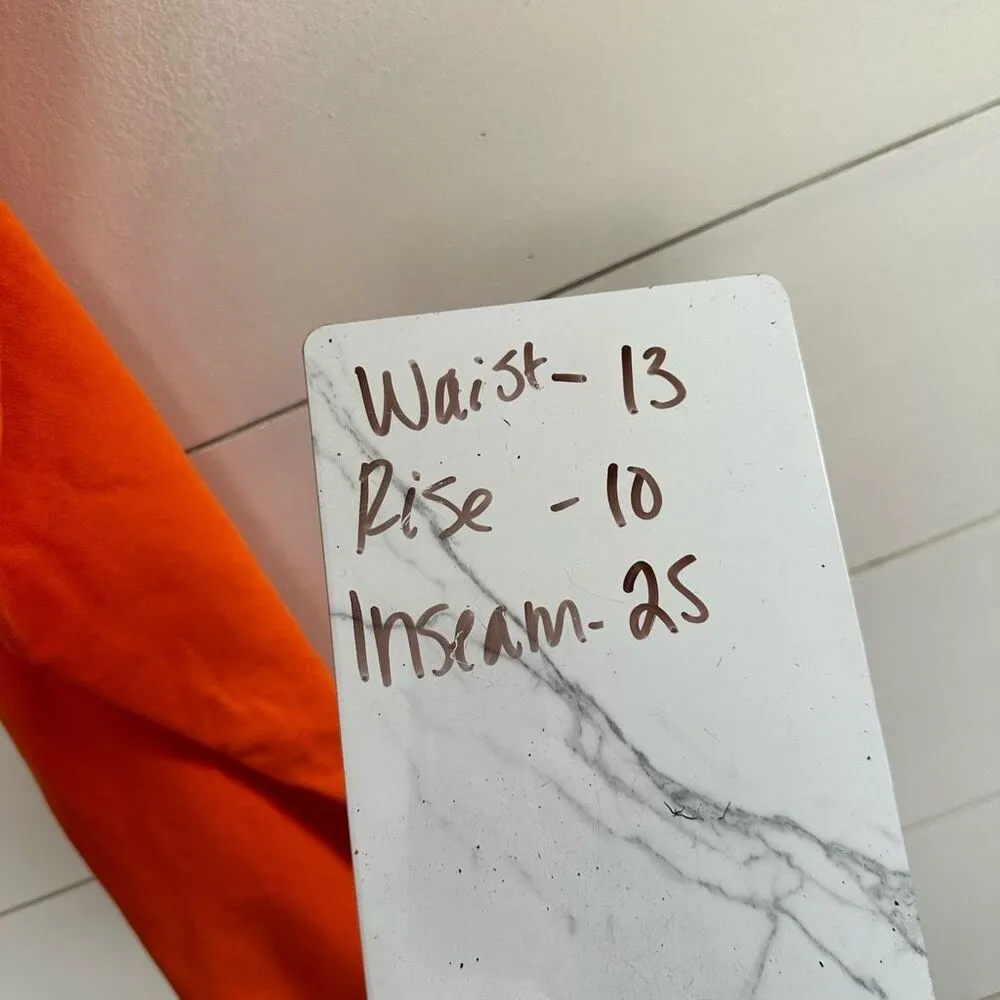 Waist- 13
Rise - 10
Inseam- 25